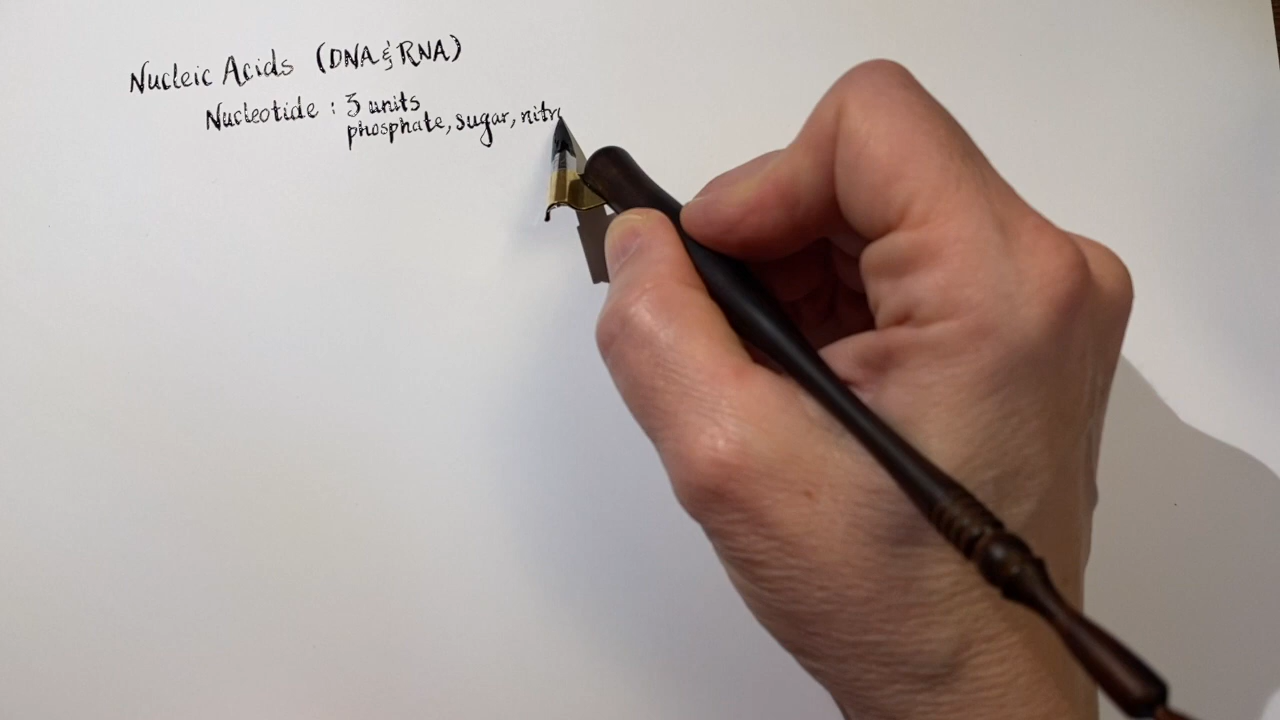 Nucleic Acids (DNA & RNA)
Nucleotide : 3 units
phosphate, sugar, nitr